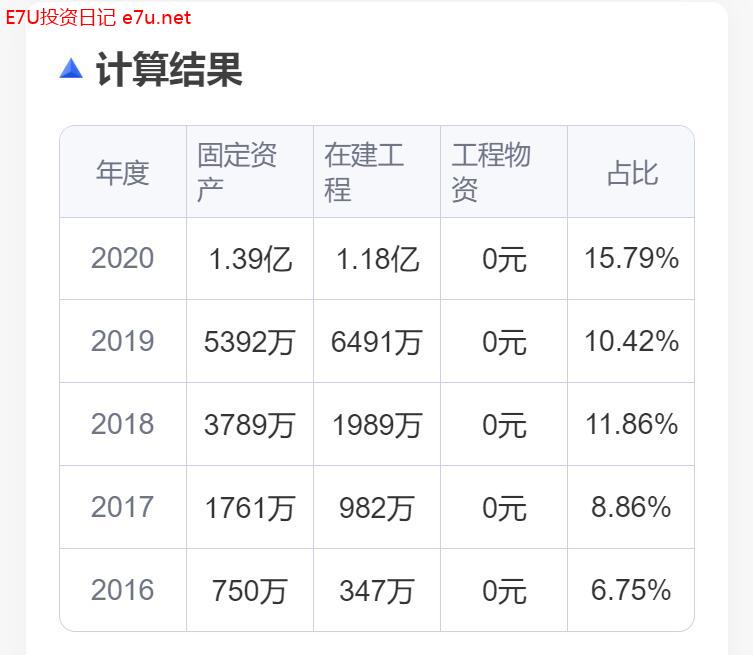 E7U投资日记 e7u.net
计算结果
年度 固定资产 在建工程 工程物资 占比
2020 1.39亿 1.18亿 0元 15.79%
2019 5392万 6491万 0元 10.42%
2018 3789万 1989万 0元 11.86%
2017 1761万 982万 0元 8.86%
2016 750万 347万 0元 6.75%